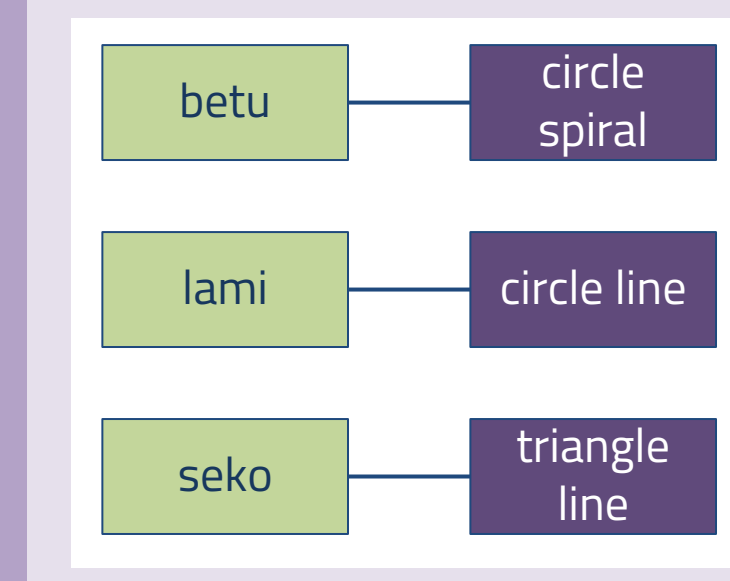 betu
circle
spiral
lami
circle line
seko
triangle
line